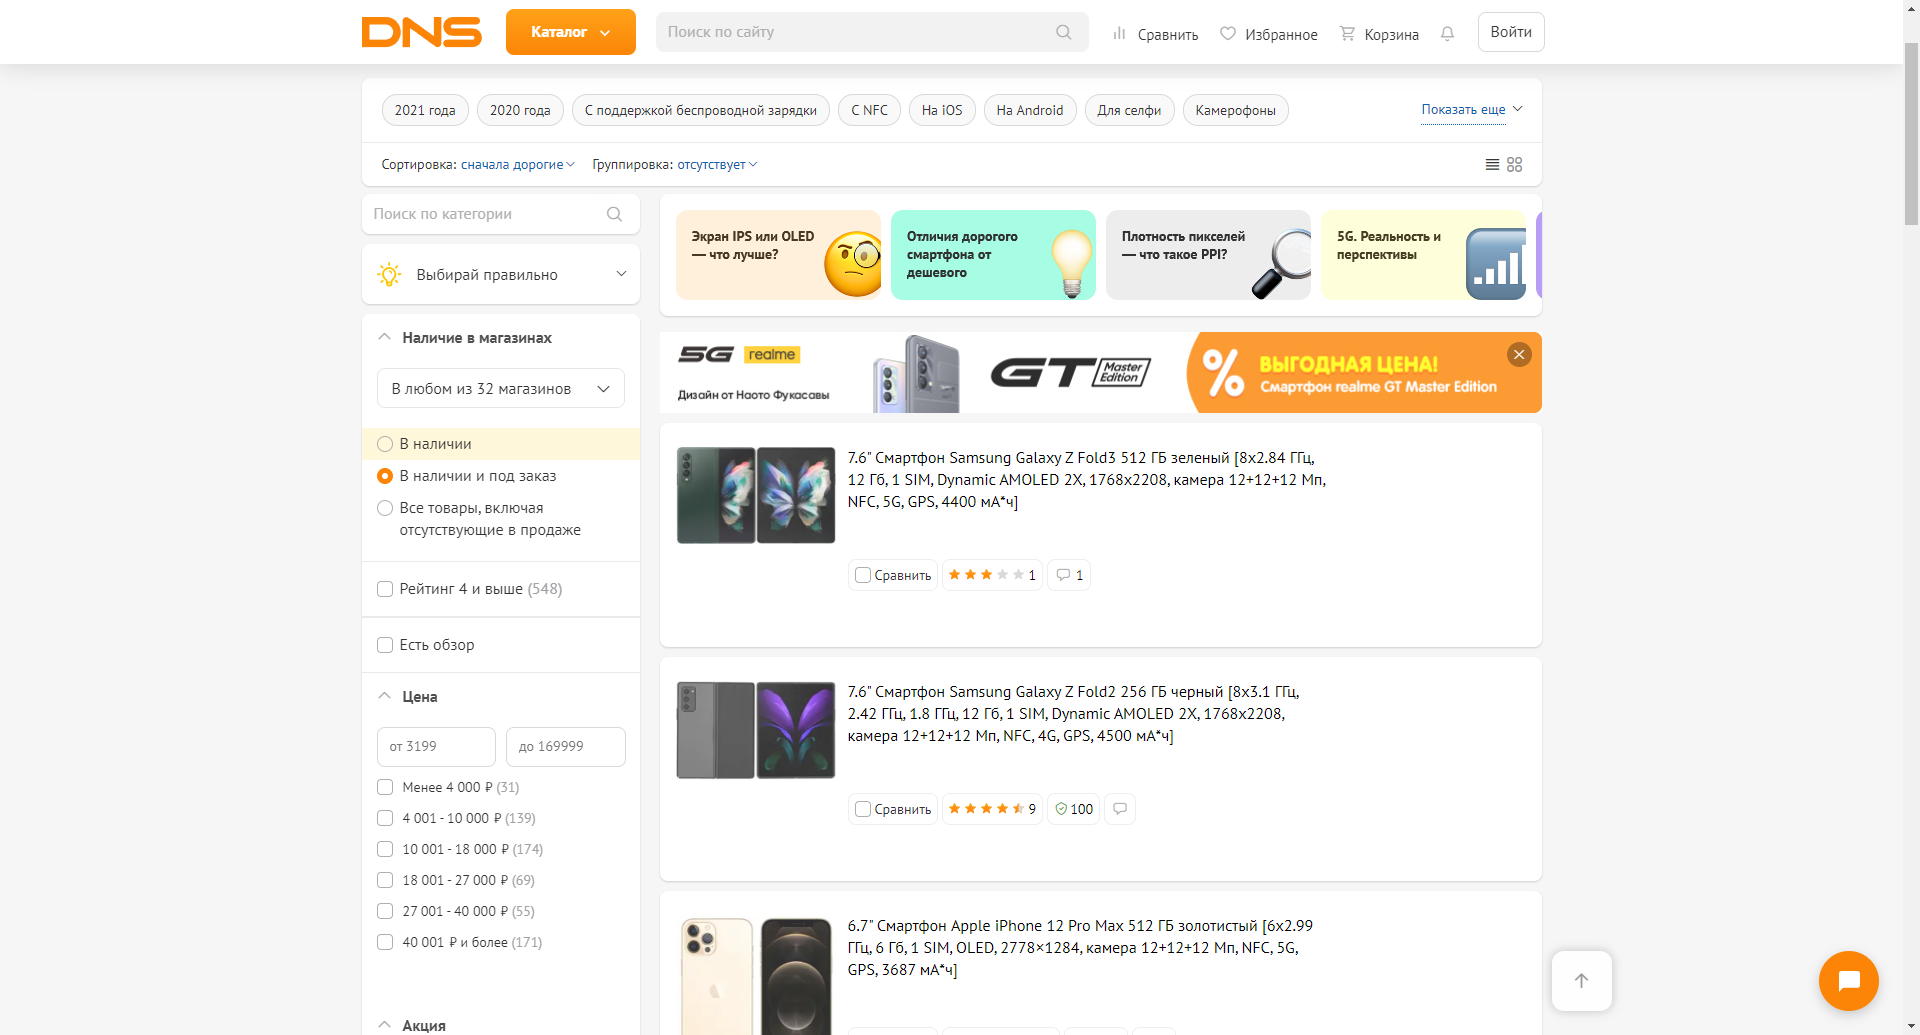 DNS
Каталог
Поиск по сайту
Сравнить
Избранное
Корзина
Войти
2021 года
2020 года
С поддержкой беспроводной зарядки
С NFC
На iOS
На Android
Для селфи
Камерофоны
Показать еще
Сортировка: сначала дорогие
Группировка: отсутствует
Поиск по категории
Выбирай правильно
Наличие в магазинах
В любом из 32 магазинов
В наличии
В наличии и под заказ
Все товары, включая
отсутствующие в продаже
Рейтинг 4 и выше (548)
Есть обзор
Цена
от 3199
до 169999
Менее 4 000 ₽ (31)
4 001 - 10 000 ₽ (139)
10 001 - 18 000 ₽ (174)
18 001 - 27 000 ₽ (69)
27 001 - 40 000 ₽ (55)
40 001 ₽ и более (171)
Акция
Экран IPS или OLED
— что лучше?
Отличия дорогого
смартфона от
дешевого
Плотность пикселей
— что такое PPI?
5G. Реальность и
перспективы
5G realme
Дизайн от Наото Фукасавы
GT Master
Edition
% ВЫГОДНАЯ ЦЕНА!
Смартфон realme GT Master Edition
7.6" Смартфон Samsung Galaxy Z Fold3 512 ГБ зеленый [8x2.84 ГГц,
12 Гб, 1 SIM, Dynamic AMOLED 2X, 1768x2208, камера 12+12+12 Мп,
NFC, 5G, GPS, 4400 мА*ч]
Сравнить
1
1
7.6" Смартфон Samsung Galaxy Z Fold2 256 ГБ черный [8x3.1 ГГц,
2.42 ГГц, 1.8 ГГц, 12 Гб, 1 SIM, Dynamic AMOLED 2X, 1768x2208,
камера 12+12+12 Мп, NFC, 4G, GPS, 4500 мА*ч]
Сравнить
9
100
6.7" Смартфон Apple iPhone 12 Pro Max 512 ГБ золотистый [6x2.99
ГГц, 6 Гб, 1 SIM, OLED, 2778×1284, камера 12+12+12 Мп, NFC, 5G,
GPS, 3687 мА*ч]